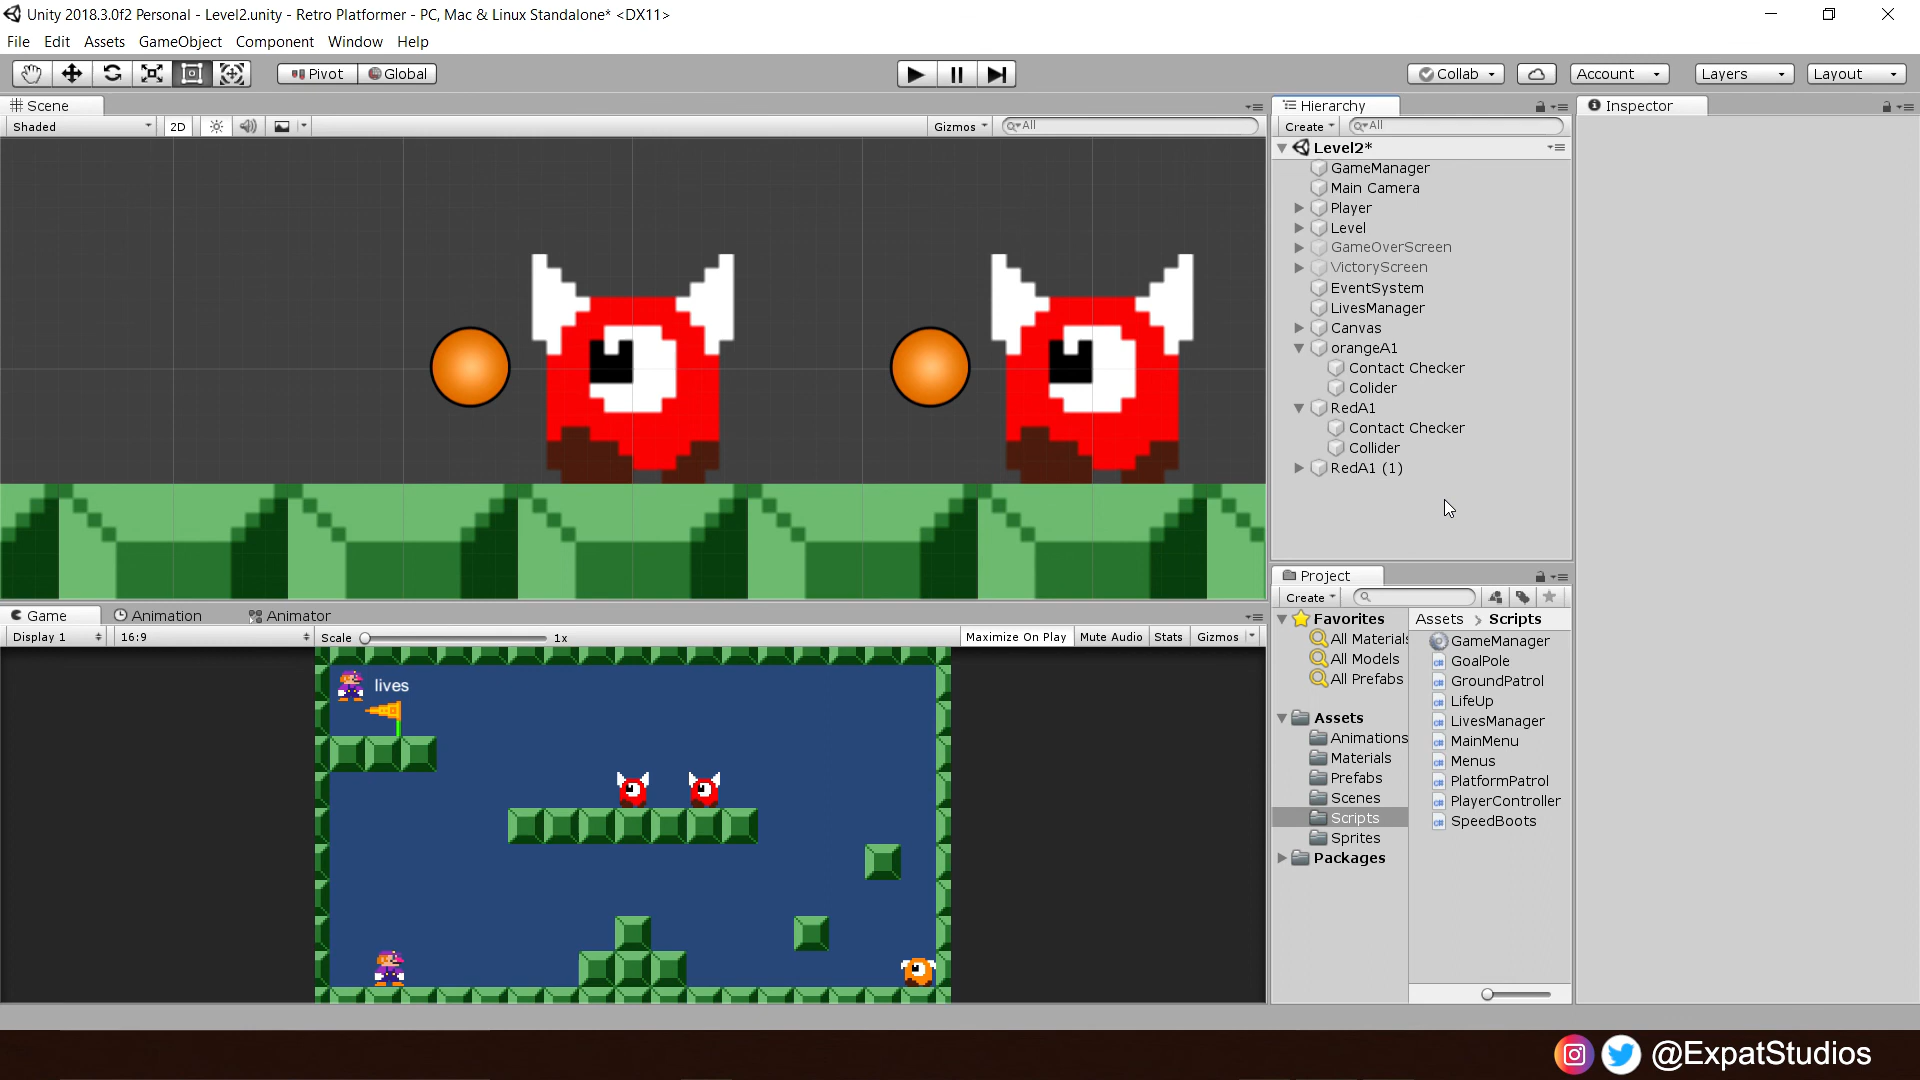 Unity 2018.3.0f2 Personal - Level2.unity - Retro Platformer - PC, Mac & Linux Standalone* <DX11>
File Edit Assets GameObject Component Window Help
Pivot Global Collab Account Layers Layout
Scene
Shaded 2D Gizmos All
Hierarchy
Create All
Level2*
GameManager
Main Camera
Player
Level
GameOverScreen
VictoryScreen
EventSystem
LivesManager
Canvas
orangeA1
Contact Checker
Colider
RedA1
Contact Checker
Collider
RedA1 (1)
Inspector
Game Animation Animator
Display 1 16:9 Scale 1x Maximize On Play Mute Audio Stats Gizmos
lives
Project
Create
Favorites
All Materials
All Models
All Prefabs
Assets
Animations
Materials
Prefabs
Scenes
Scripts
Sprites
Packages
Assets > Scripts
GameManager
GoalPole
GroundPatrol
LifeUp
LivesManager
MainMenu
Menus
PlatformPatrol
PlayerController
SpeedBoots
@ExpatStudios